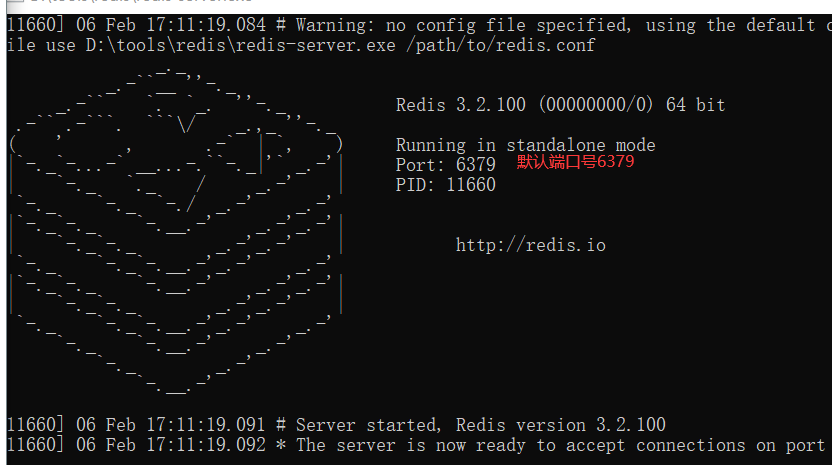 11660] 06 Feb 17:11:19.084 # Warning: no config file specified, using the default
ile use D:\tools\redis\redis-server.exe /path/to/redis.conf
Redis 3.2.100 (00000000/0) 64 bit
Running in standalone mode
Port: 6379 默认端口号6379
PID: 11660
http://redis.io
11660] 06 Feb 17:11:19.091 # Server started, Redis version 3.2.100
11660] 06 Feb 17:11:19.092 * The server is now ready to accept connections on port